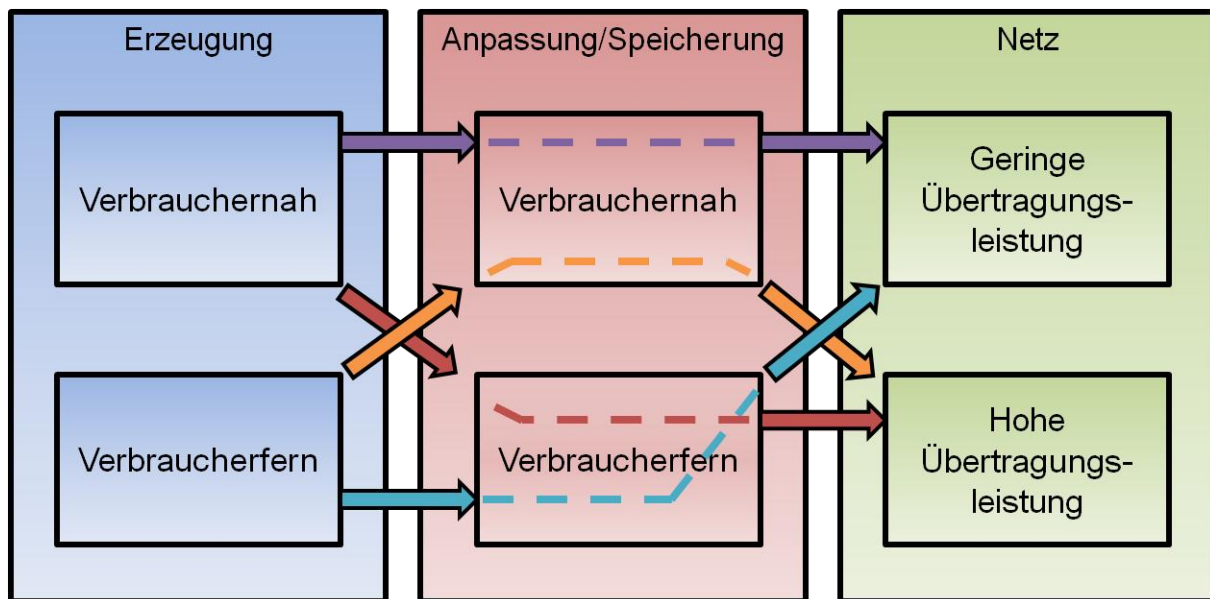 Erzeugung
Verbrauchernah
Verbraucherfern
Anpassung/Speicherung
Verbrauchernah
Verbraucherfern
Netz
Geringe
Übertragungs-
leistung
Hohe
Übertragungs-
leistung